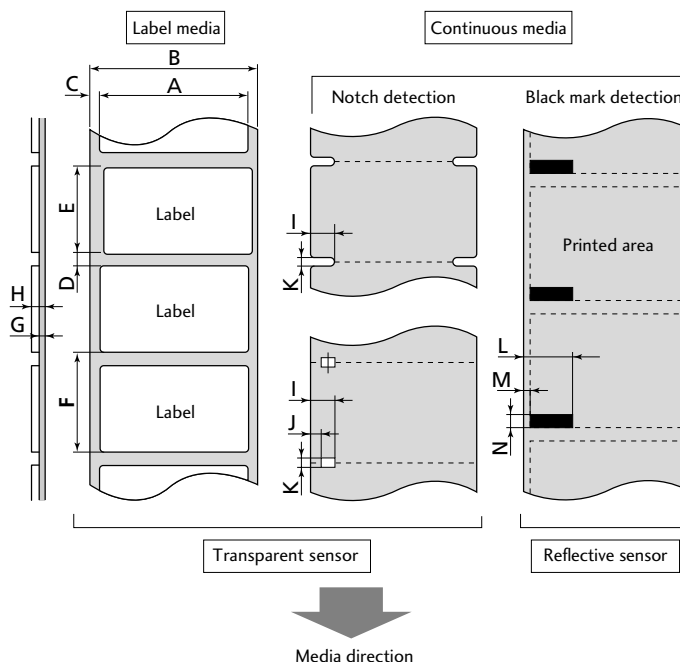 Label media
Continuous media
B
C
A
Notch detection
Black mark detection
E
Label
I
Printed area
D
K
H
Label
G
L
I
M
F
Label
J
N
K
Transparent sensor
Reflective sensor
Media direction